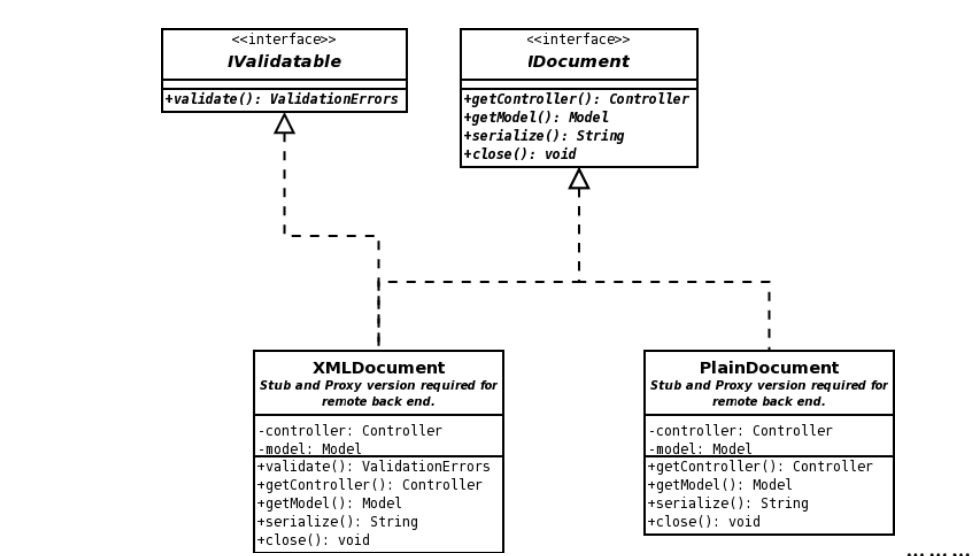 <<interface>>
IValidatable
+validate(): ValidationErrors
<<interface>>
IDocument
+getController(): Controller
+getModel(): Model
+serialize(): String
+close(): void
XMLDocument
Stub and Proxy version required for
remote back end.
-controller: Controller
-model: Model
+validate(): ValidationErrors
+getController(): Controller
+getModel(): Model
+serialize(): String
+close(): void
PlainDocument
Stub and Proxy version required for
remote back end.
-controller: Controller
-model: Model
+getController(): Controller
+getModel(): Model
+serialize(): String
+close(): void